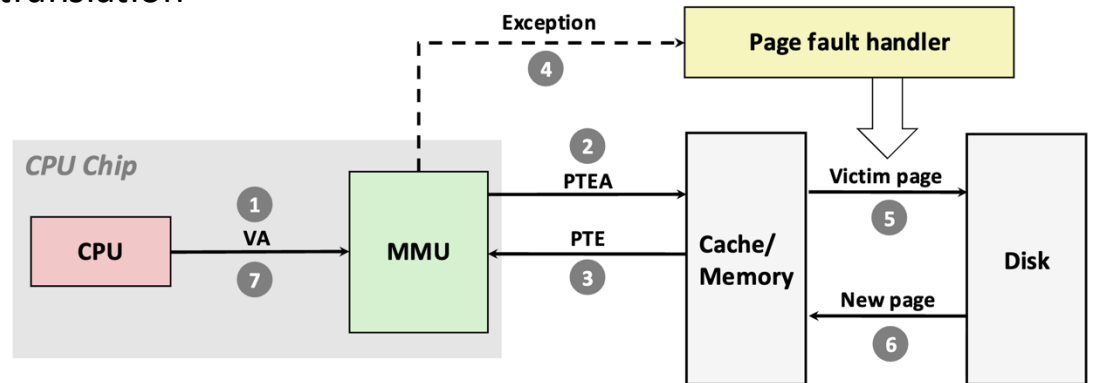 translation
Exception
Page fault handler
4
CPU Chip
2
PTEA
Victim page
1
VA
5
CPU
MMU
PTE
Cache/
Memory
Disk
7
3
New page
6